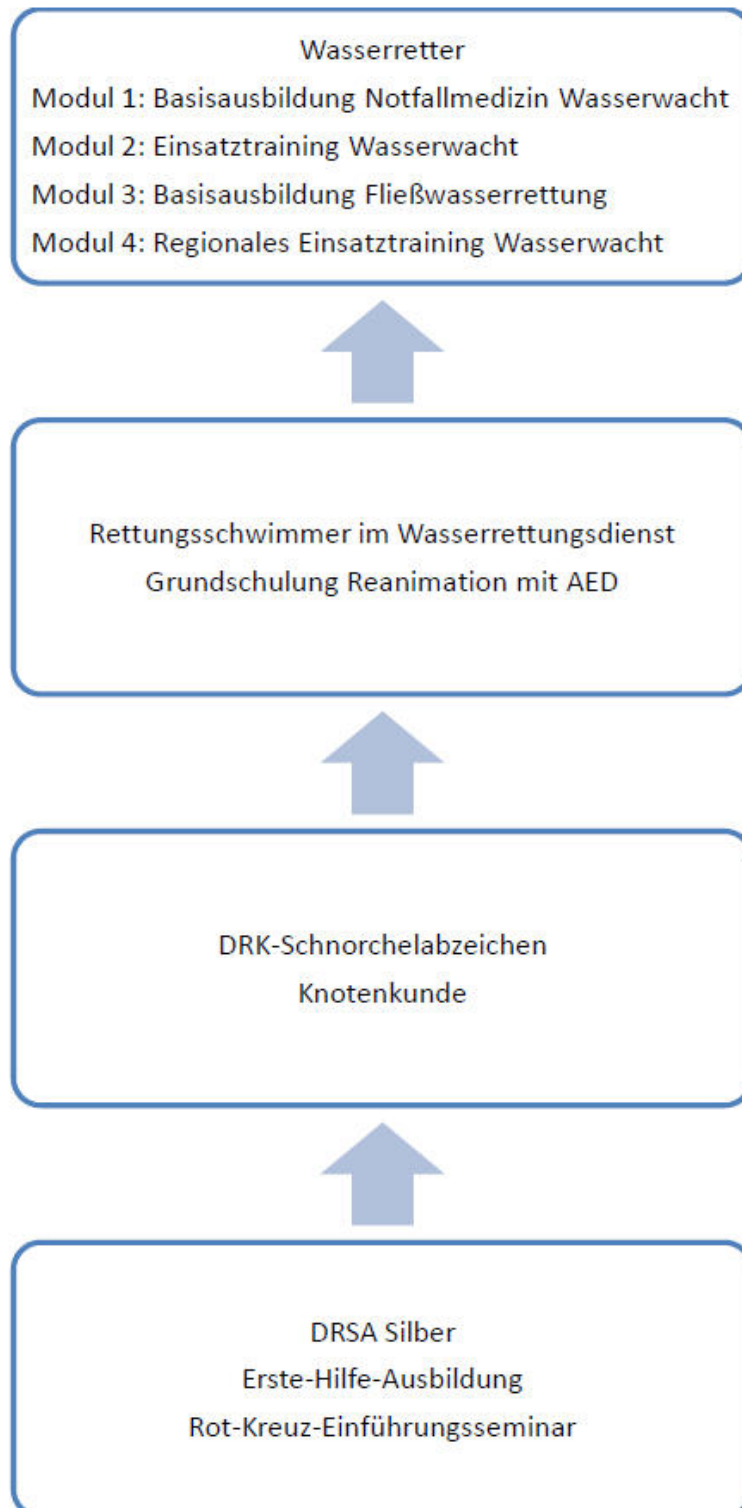 Wasserretter
Modul 1: Basisausbildung Notfallmedizin Wasserwacht
Modul 2: Einsatztraining Wasserwacht
Modul 3: Basisausbildung Fließwasserrettung
Modul 4: Regionales Einsatztraining Wasserwacht
Rettungsschwimmer im Wasserrettungsdienst
Grundschulung Reanimation mit AED
DRK-Schnorchelabzeichen
Knotenkunde
DRSA Silber
Erste-Hilfe-Ausbildung
Rot-Kreuz-Einführungsseminar